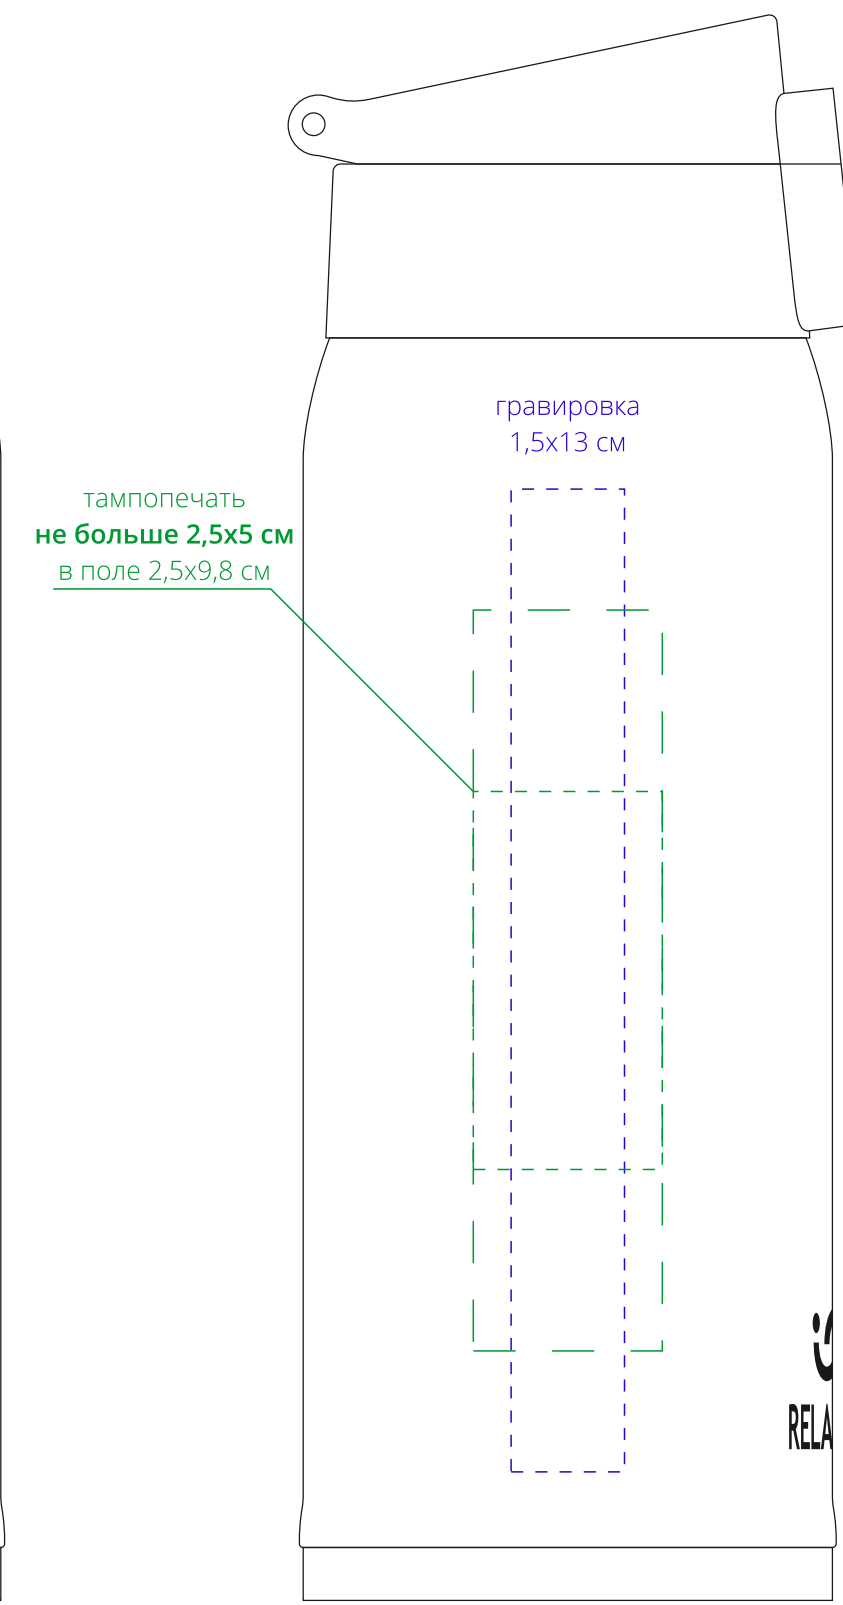 гравировка
1,5х13 см
тампопечать
не больше 2,5х5 см
в поле 2,5х9,8 см
RELA